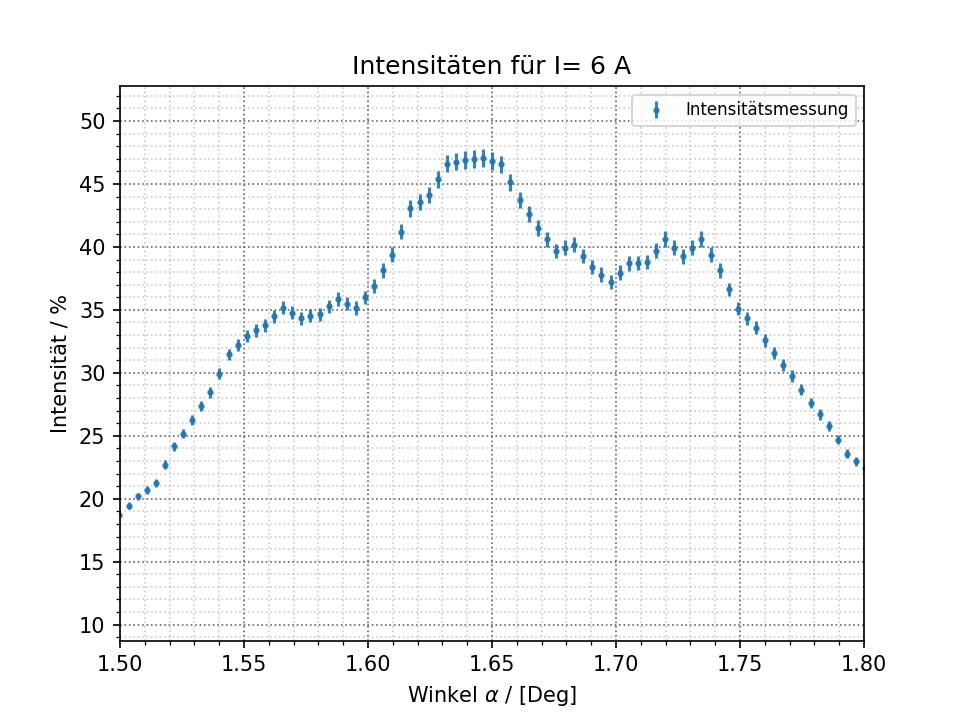 Intensitäten für I= 6 A
Intensitätsmessung
50
45
40
35
30
25
20
15
10
Intensität / %
1.50 1.55 1.60 1.65 1.70 1.75 1.80
Winkel α / [Deg]